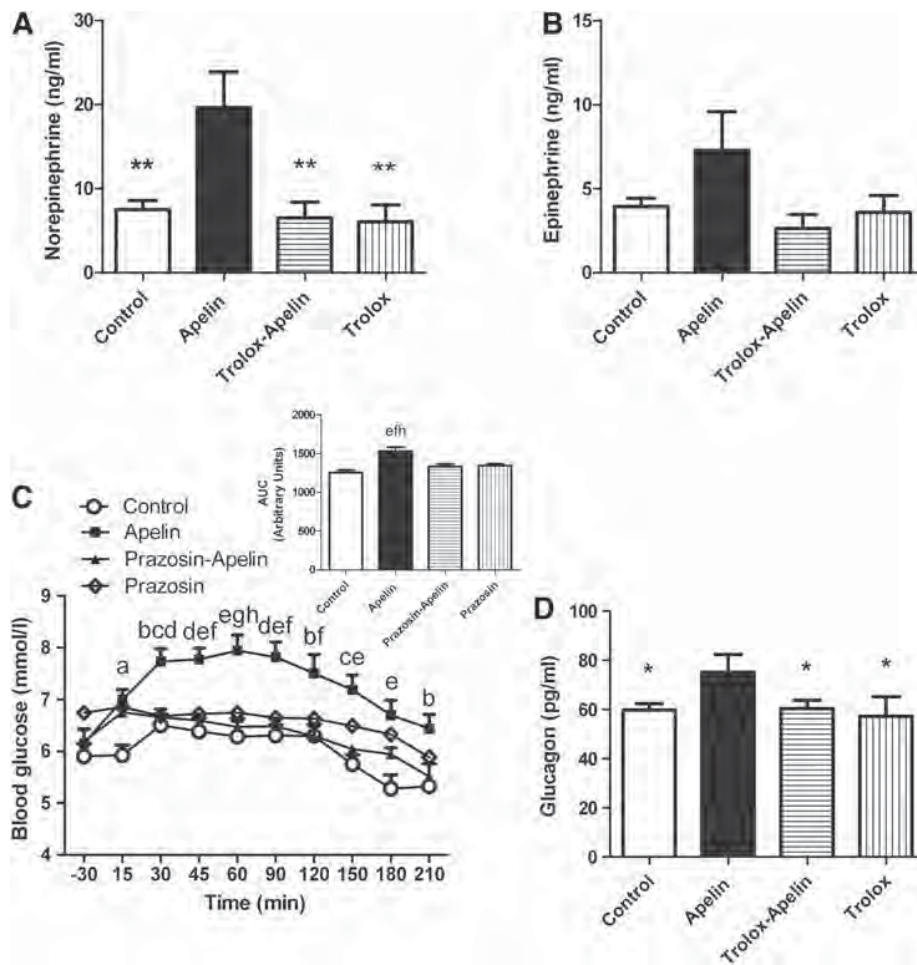 A
Norepinephrine (ng/ml)
30
20
10
0
**
**
**
Control
Apelin
Trolox-Apelin
Trolox
B
Epinephrine (ng/ml)
15
10
5
0
Control
Apelin
Trolox-Apelin
Trolox
C
Control
Apelin
Prazosin-Apelin
Prazosin
AUC
(Arbitrary Units)
2000
1500
1000
500
0
efh
Control
Apelin
Prazosin-Apelin
Prazosin
Blood glucose (mmol/l)
9
8
7
6
5
4
a
bcd
def
egh
def
bf
ce
e
b
-30 15 30 45 60 90 120 150 180 210
Time (min)
D
Glucagon (pg/ml)
100
80
60
40
20
0
*
*
*
Control
Apelin
Trolox-Apelin
Trolox